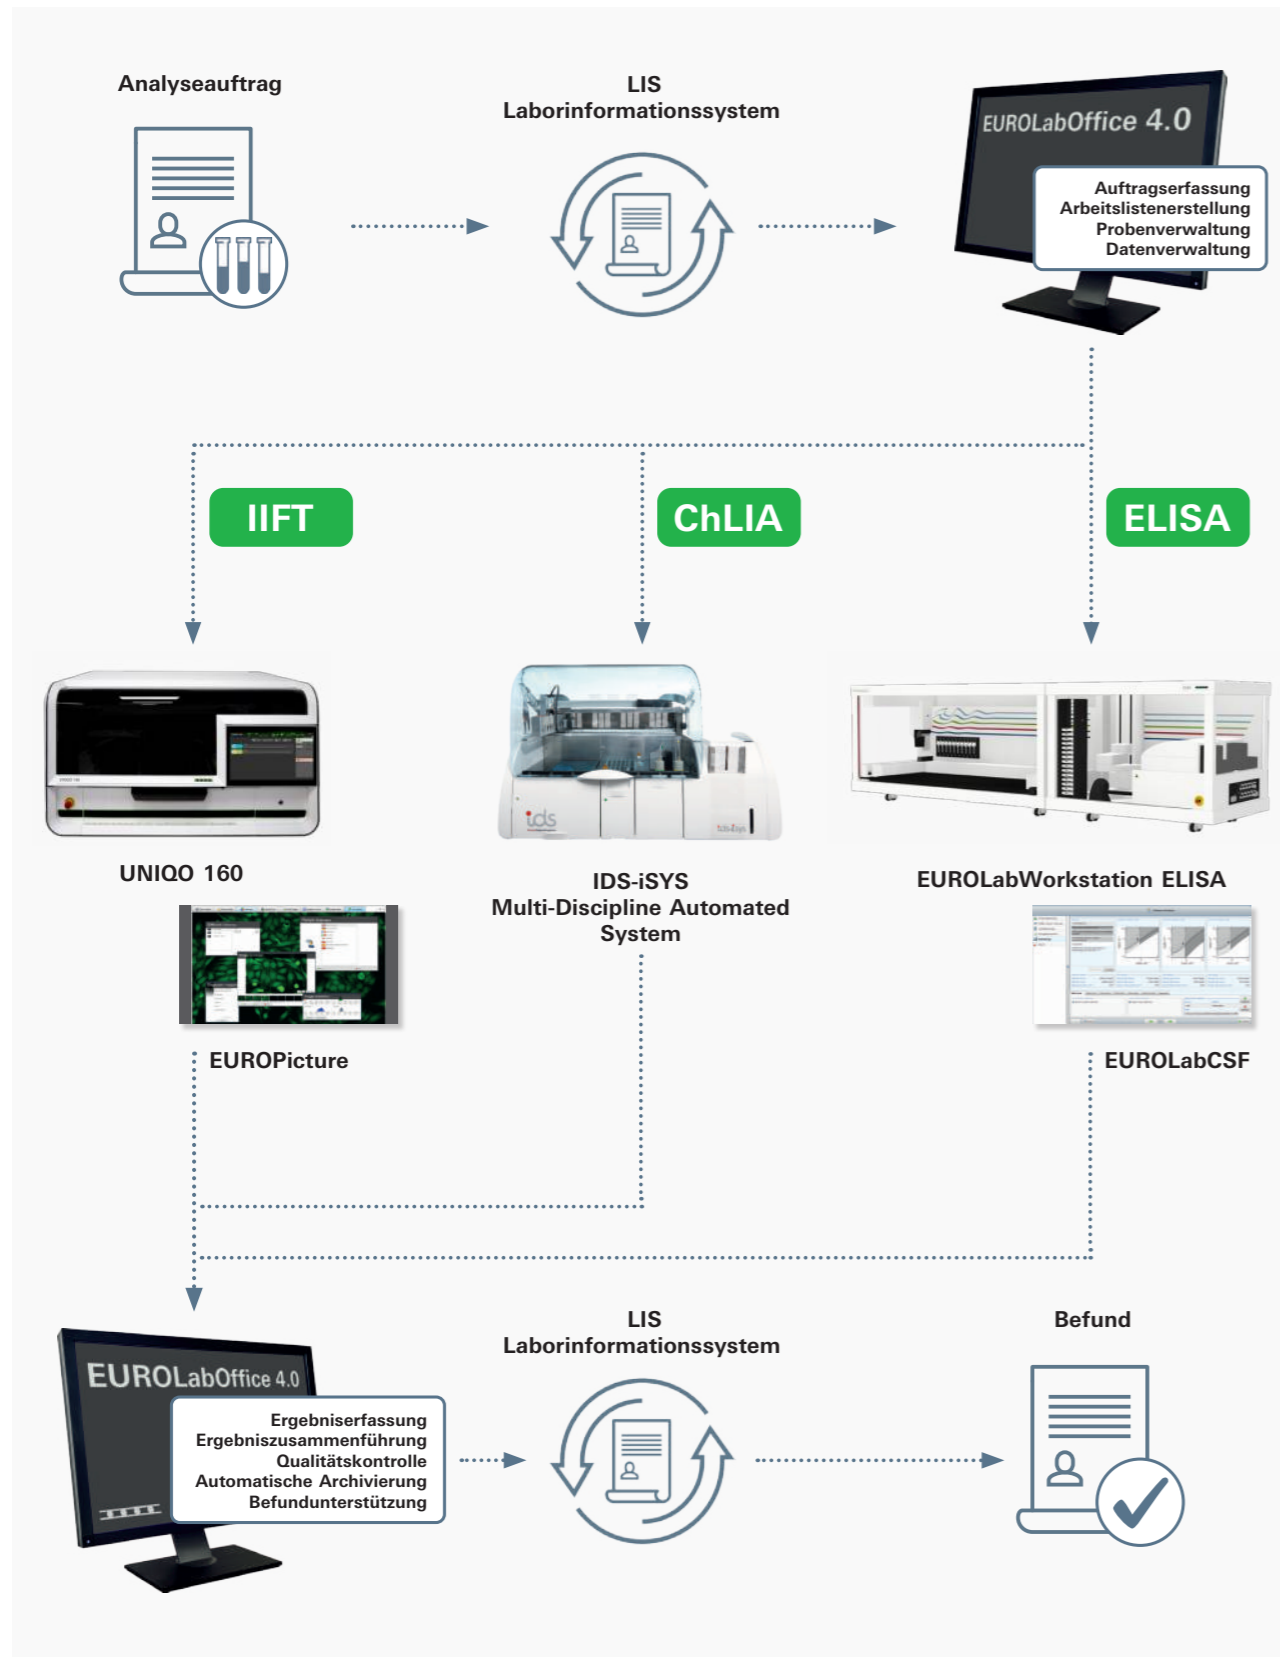 Analyseauftrag
LIS
Laborinformationssystem
EUROLabOffice 4.0
Auftragserfassung
Arbeitslistenerstellung
Probenverwaltung
Datenverwaltung
IIFT
ChLIA
ELISA
ids
UNIQO 160
IDS-iSYS
Multi-Discipline Automated
System
EUROLabWorkstation ELISA
EUROPicture
EUROLabCSF
EUROLabOffice 4.0
Ergebniserfassung
Ergebniszusammenführung
Qualitätskontrolle
Automatische Archivierung
Befundunterstützung
LIS
Laborinformationssystem
Befund